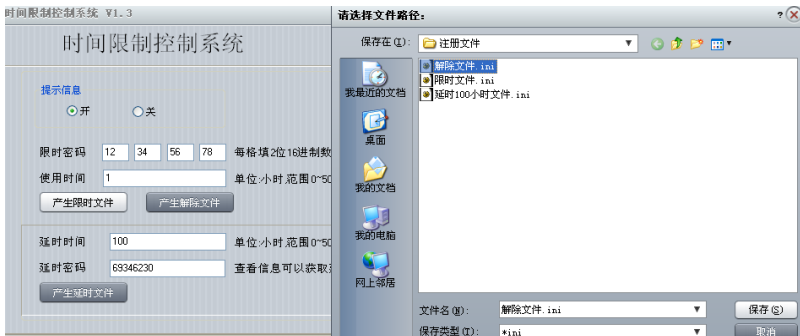 时间限制控制系统 V1.3
时间限制控制系统
提示信息
开 关
限时密码 12 34 56 78 每格填2位16进制数
使用时间 1 单位:小时.范围0~50
产生限时文件 产生解除文件
延时时间 100 单位:小时.范围0~50
延时密码 69346230 查看信息可以获取
产生延时文件
请选择文件路径:
保存在(I): 注册文件
解除文件.ini
限时文件.ini
延时100小时文件.ini
我最近的文档
桌面
我的文档
我的电脑
网上邻居
文件名(N): 解除文件.ini 保存(S)
保存类型(T): *ini 取消